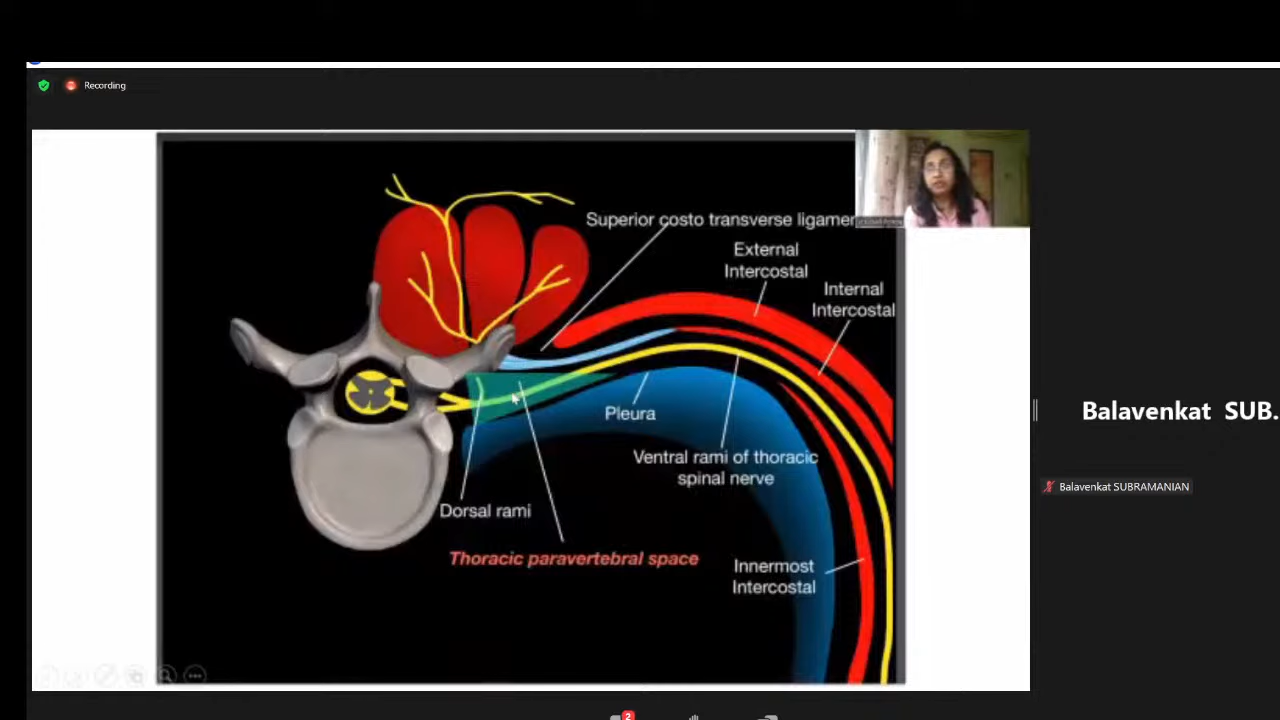 Recording
Superior costo transverse ligamen
External
Intercostal
Internal
Intercostal
Pleura
Ventral rami of thoracic
spinal nerve
Dorsal rami
Thoracic paravertebral space
Innermost
Intercostal
Balavenkat SUB.
Balavenkat SUBRAMANIAN
2